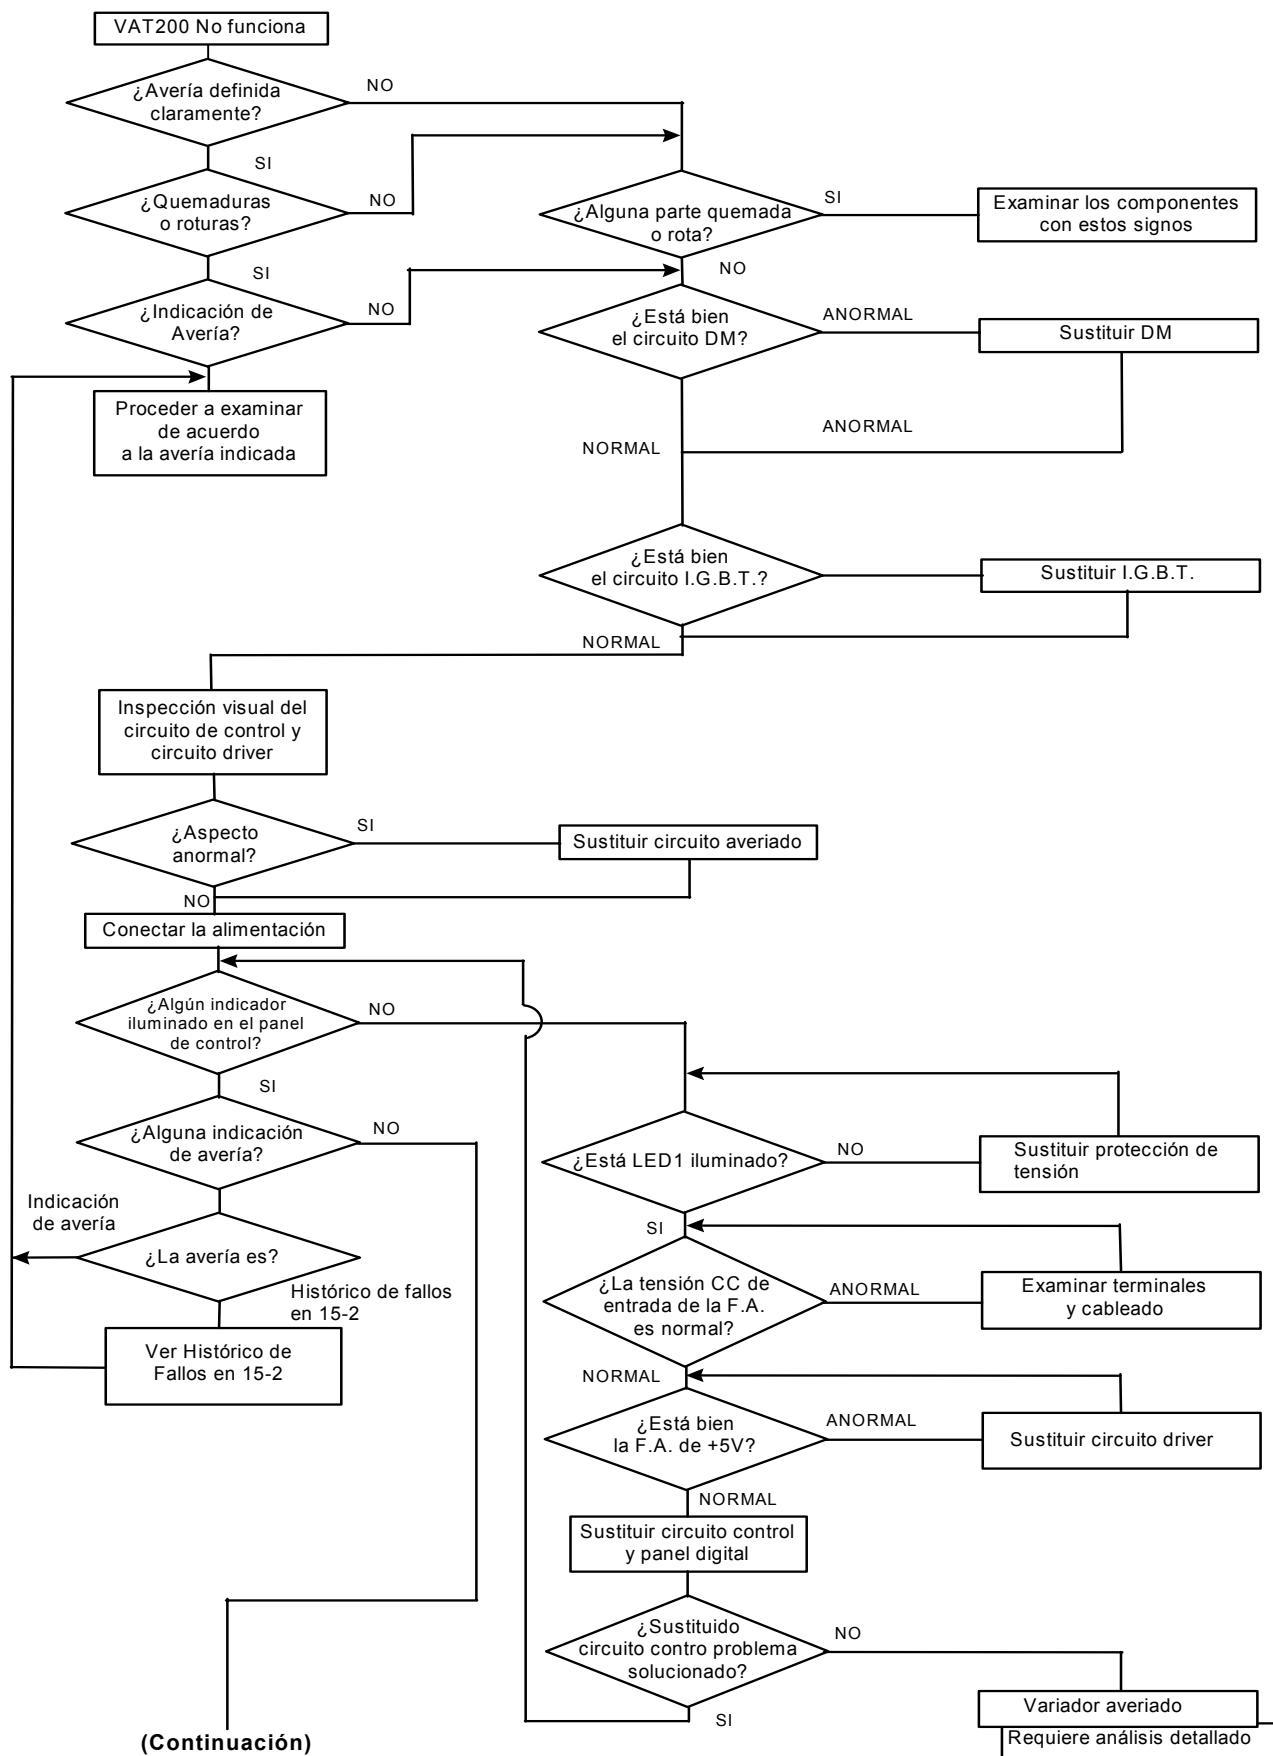 VAT200 No funciona
¿Avería definida
claramente?
NO
SI
¿Quemaduras
o roturas?
NO
SI
¿Indicación de
Avería?
NO
Proceder a examinar
de acuerdo
a la avería indicada
¿Alguna parte quemada
o rota?
SI
Examinar los componentes
con estos signos
NO
¿Está bien
el circuito DM?
ANORMAL
Sustituir DM
ANORMAL
NORMAL
¿Está bien
el circuito I.G.B.T.?
Sustituir I.G.B.T.
NORMAL
Inspección visual del
circuito de control y
circuito driver
¿Aspecto
anormal?
SI
Sustituir circuito averiado
NO
Conectar la alimentación
¿Algún indicador
iluminado en el panel
de control?
NO
SI
¿Alguna indicación
de avería?
NO
Indicación
de avería
¿La avería es?
Histórico de fallos
en 15-2
Ver Histórico de
Fallos en 15-2
¿Está LED1 iluminado?
NO
Sustituir protección de
tensión
SI
¿La tensión CC de
entrada de la F.A.
es normal?
ANORMAL
Examinar terminales
y cableado
NORMAL
¿Está bien
la F.A. de +5V?
ANORMAL
Sustituir circuito driver
NORMAL
Sustituir circuito control
y panel digital
¿Sustituido
circuito contro problema
solucionado?
NO
SI
Variador averiado
Requiere análisis detallado
(Continuación)